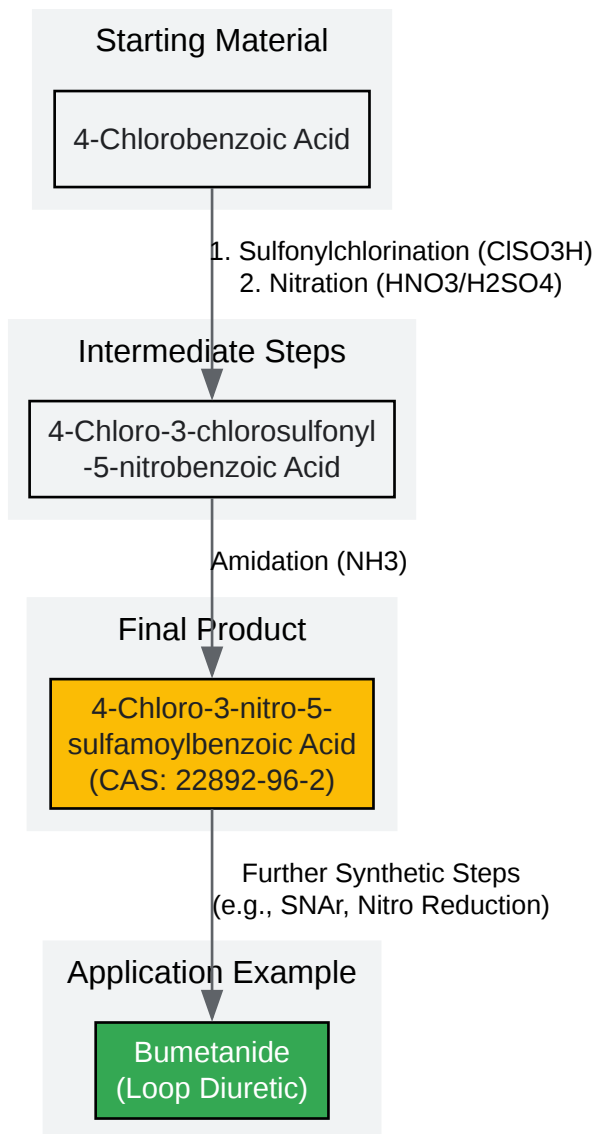 Starting Material
4-Chlorobenzoic Acid
1. Sulfonylchlorination (ClSO3H)
2. Nitration (HNO3/H2SO4)
Intermediate Steps
4-Chloro-3-chlorosulfonyl
-5-nitrobenzoic Acid
Amidation (NH3)
Final Product
4-Chloro-3-nitro-5-
sulfamoylbenzoic Acid
(CAS: 22892-96-2)
Further Synthetic Steps
(e.g., SNAr, Nitro Reduction)
Application Example
Bumetanide
(Loop Diuretic)